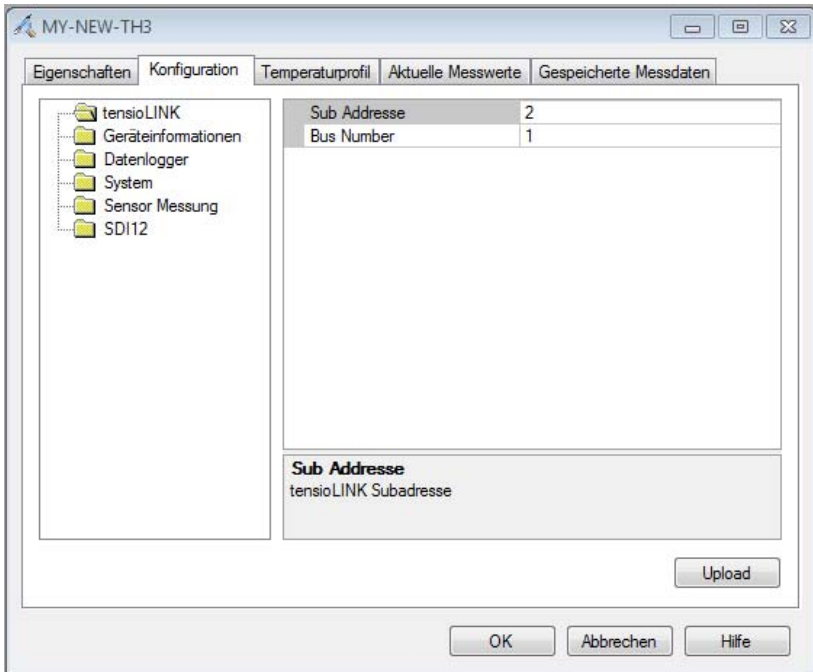 MY-NEW-TH3
Eigenschaften Konfiguration Temperaturprofil Aktuelle Messwerte Gespeicherte Messdaten
tensioLINK
Geräteinformationen
Datenlogger
System
Sensor Messung
SDI12
Sub Addresse 2
Bus Number 1
Sub Addresse
tensioLINK Subadresse
Upload
OK Abbrechen Hilfe